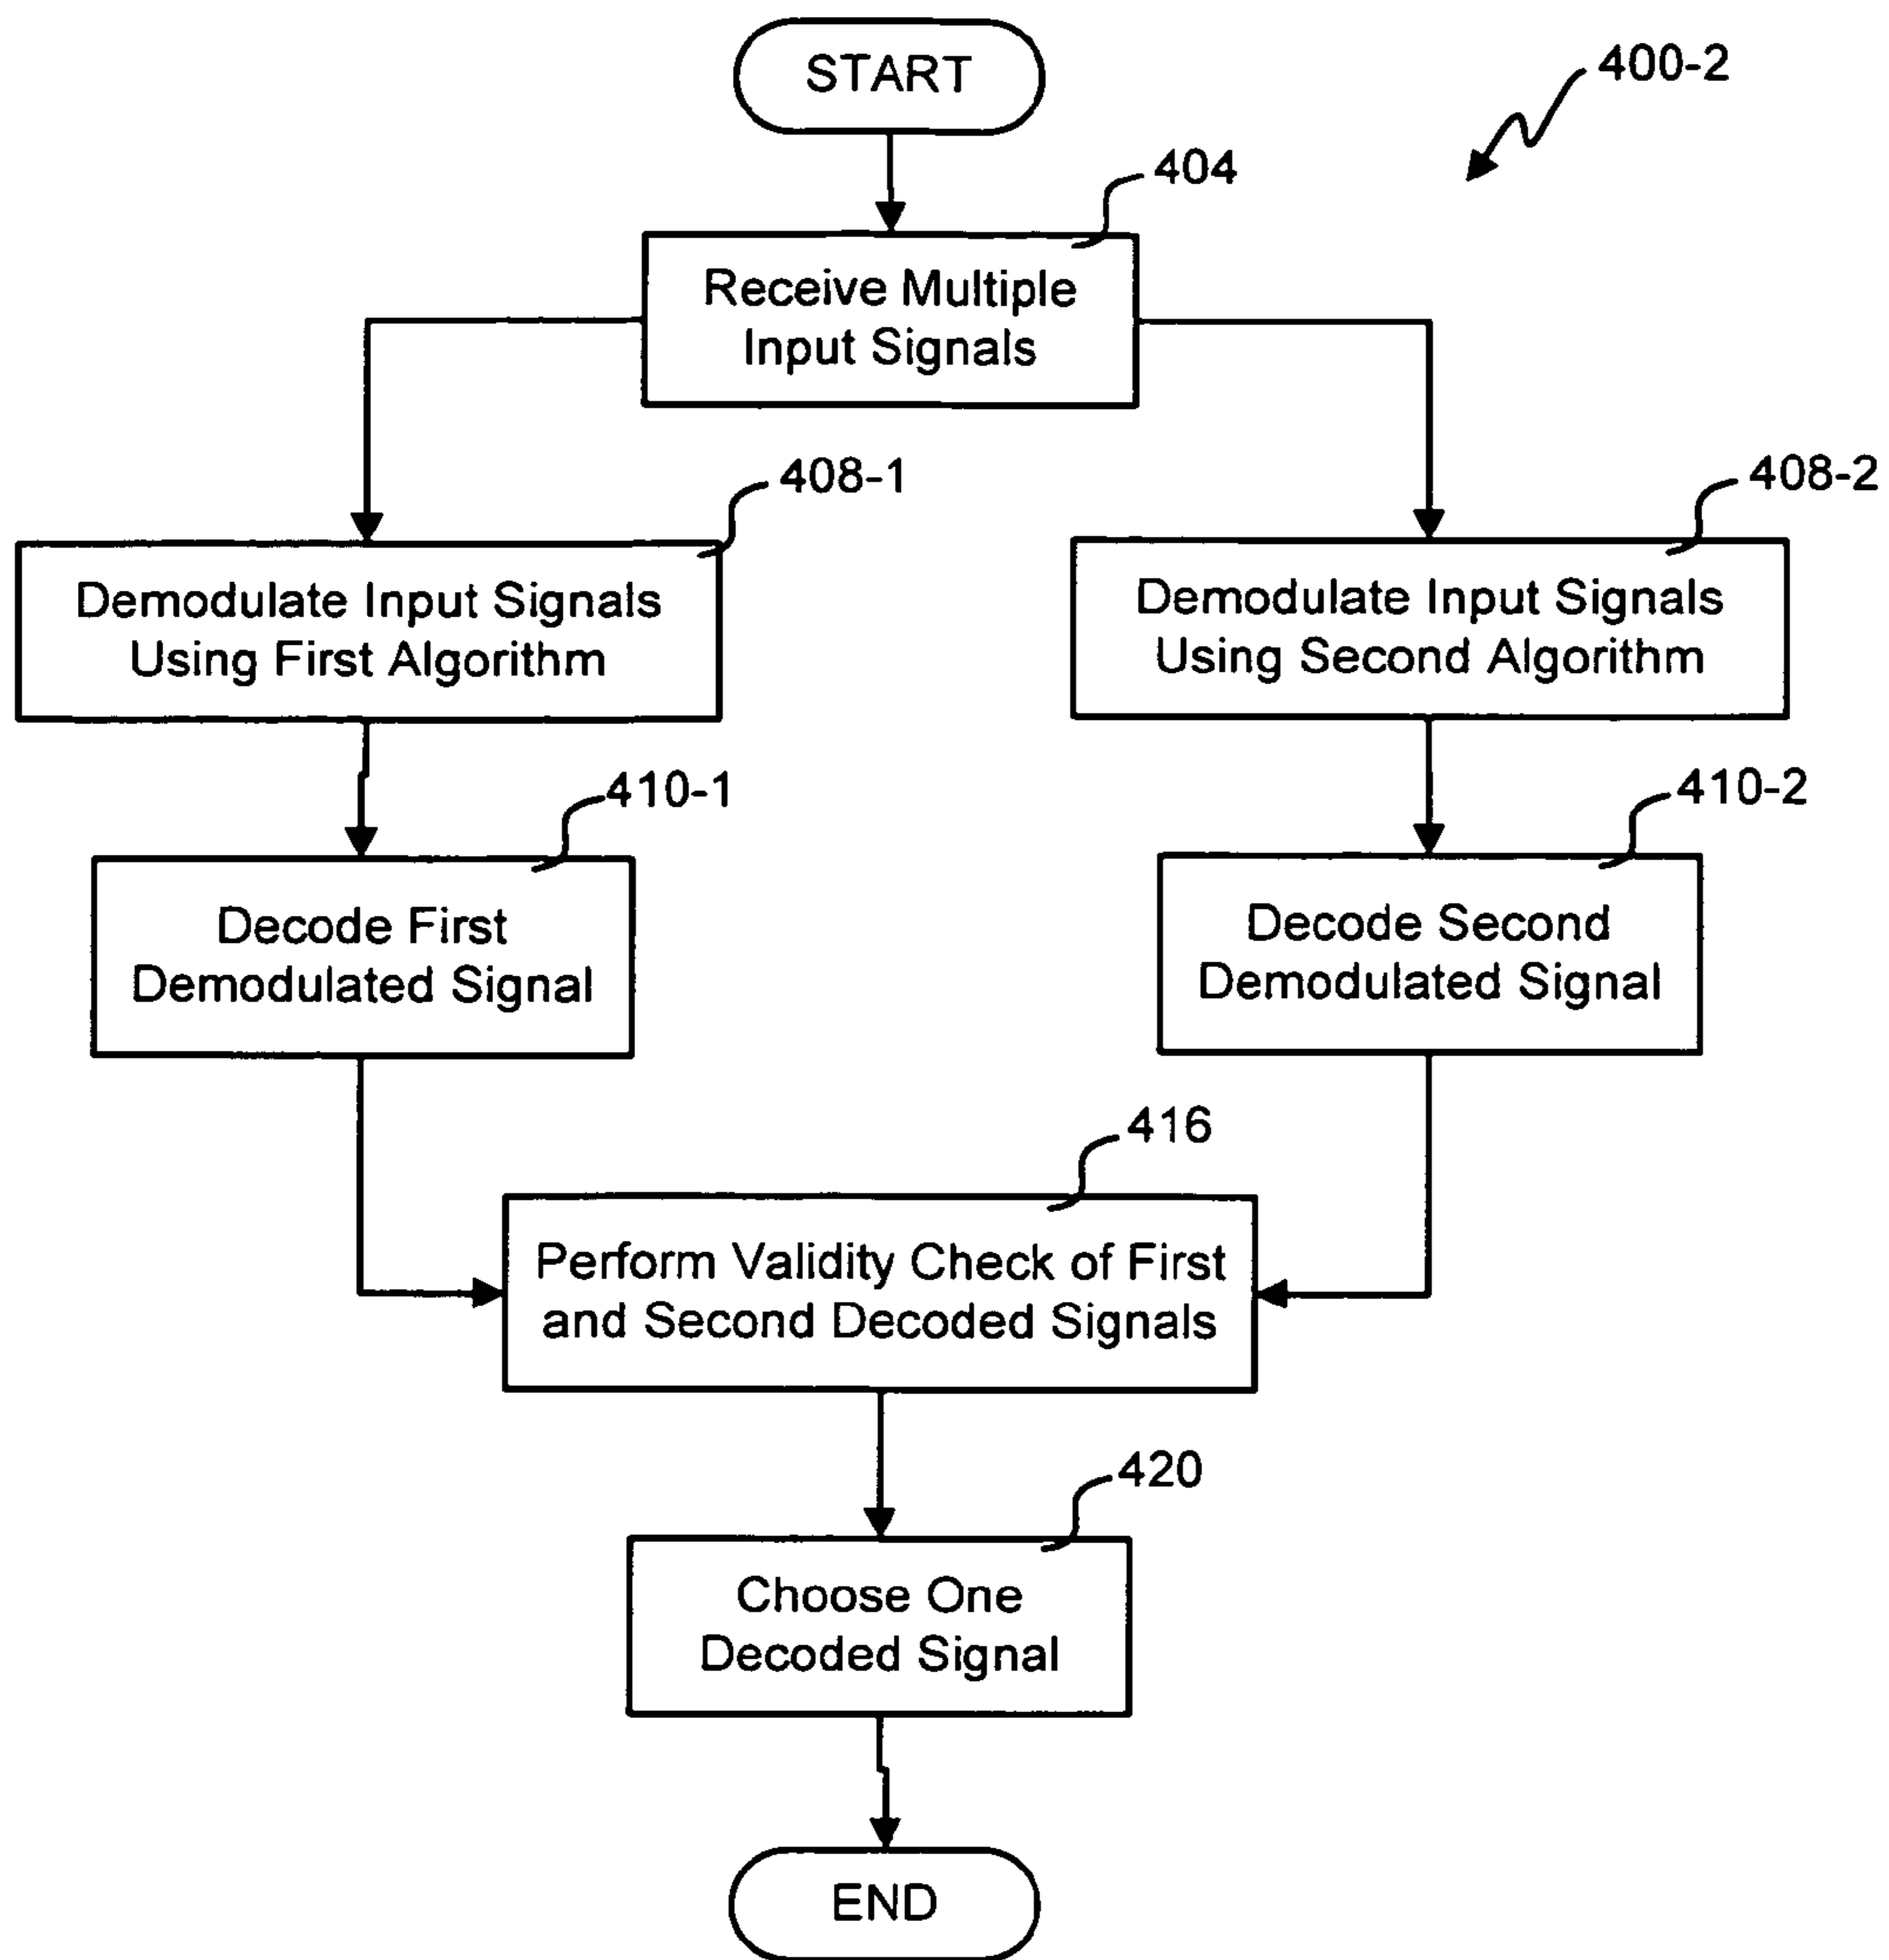 START
400-2
404
Receive Multiple
Input Signals
408-1
408-2
Demodulate Input Signals
Using First Algorithm
Demodulate Input Signals
Using Second Algorithm
410-1
410-2
Decode First
Demodulated Signal
Decode Second
Demodulated Signal
416
Perform Validity Check of First
and Second Decoded Signals
420
Choose One
Decoded Signal
END